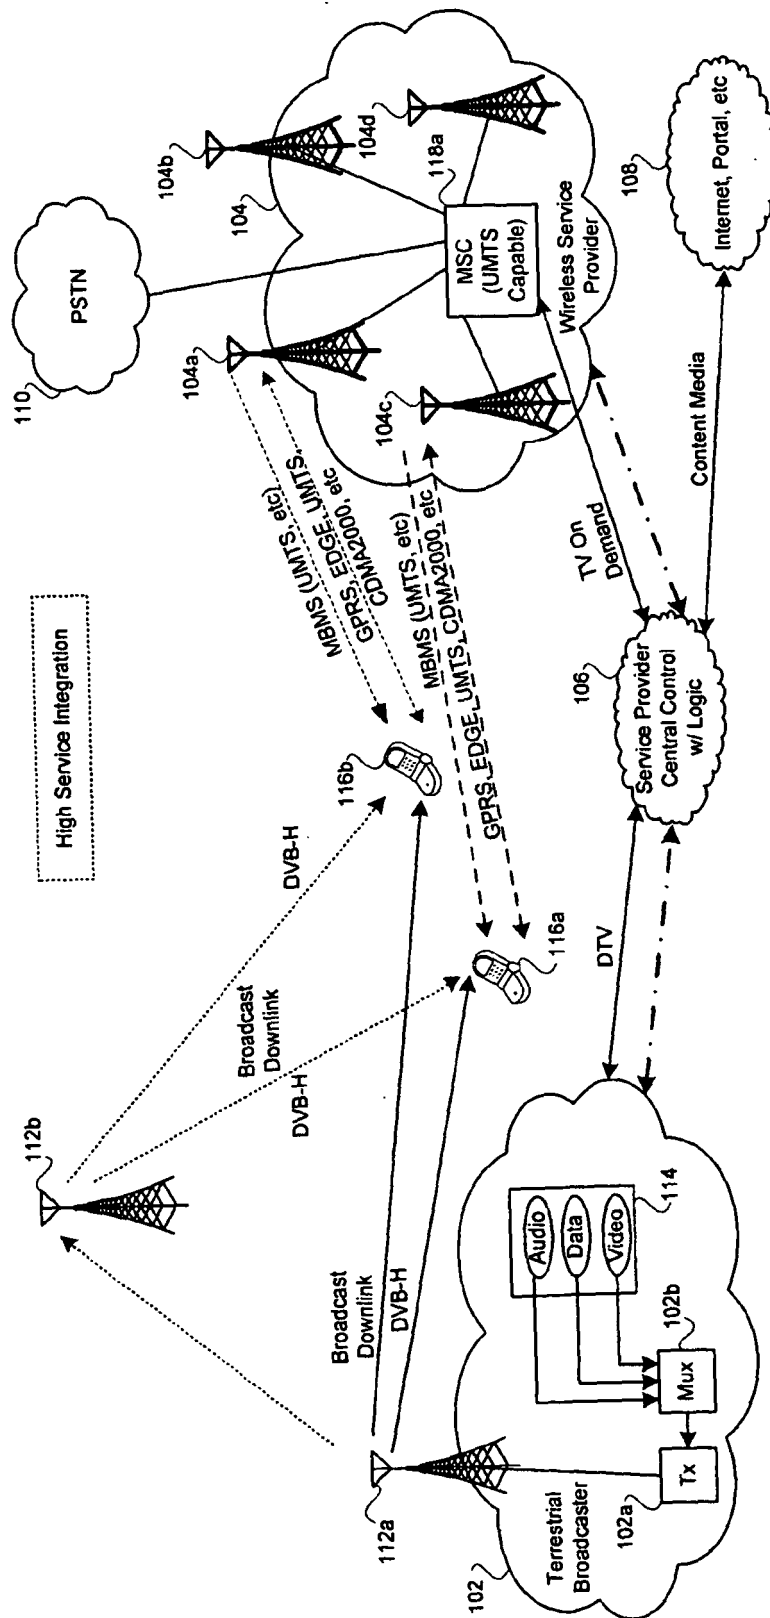 High Service Integration
112b
Broadcast
Downlink
DVB-H
DVB-H
Broadcast
Downlink
DVB-H
112a
116b
116a
MBMS (UMTS, etc)
GPRS, EDGE, UMTS,
CDMA2000, etc
MBMS (UMTS, etc)
GPRS, EDGE, UMTS, CDMA2000, etc
110
PSTN
104a
104b
104
104c
104d
118a
MSC
(UMTS
Capable)
Wireless Service
Provider
102
Terrestrial
Broadcaster
102a
Tx
102b
Mux
Audio
Data
Video
114
DTV
106
Service Provider
Central Control
w/ Logic
TV On
Demand
Content Media
108
Internet, Portal, etc